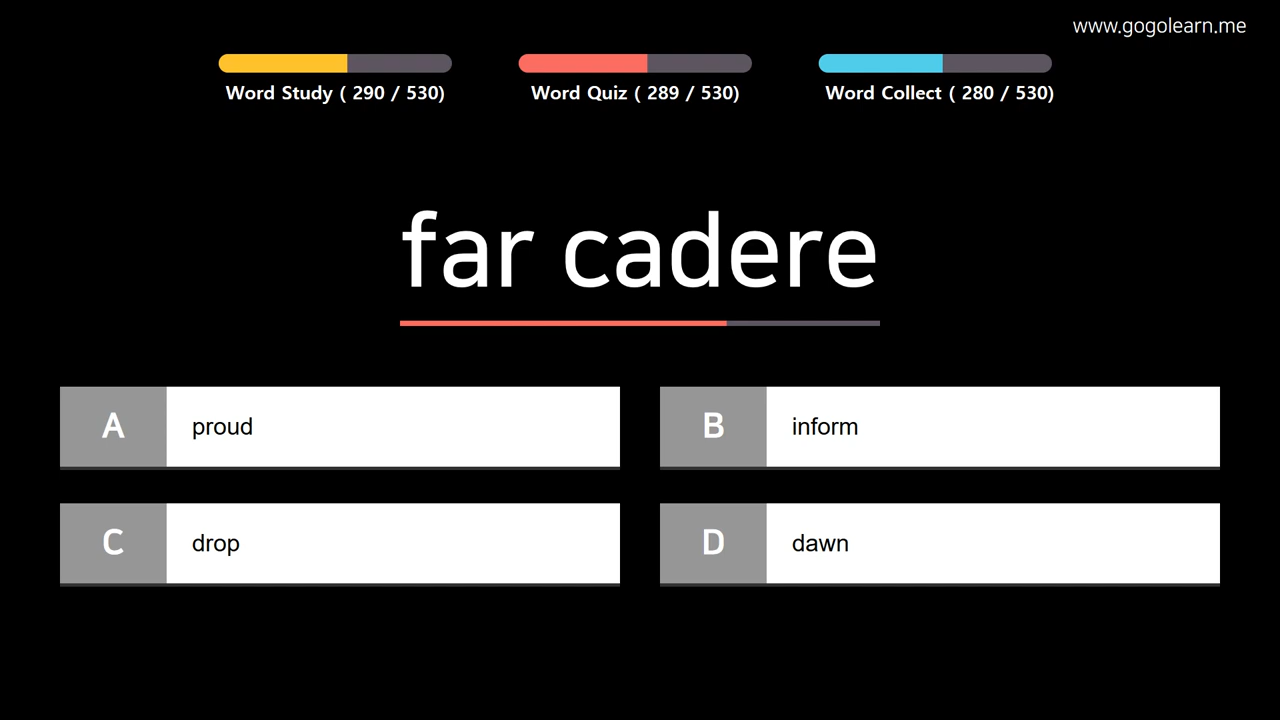 www.gogolearn.me
Word Study ( 290 / 530)
Word Quiz ( 289 / 530)
Word Collect ( 280 / 530)
far cadere
A proud
B inform
C drop
D dawn